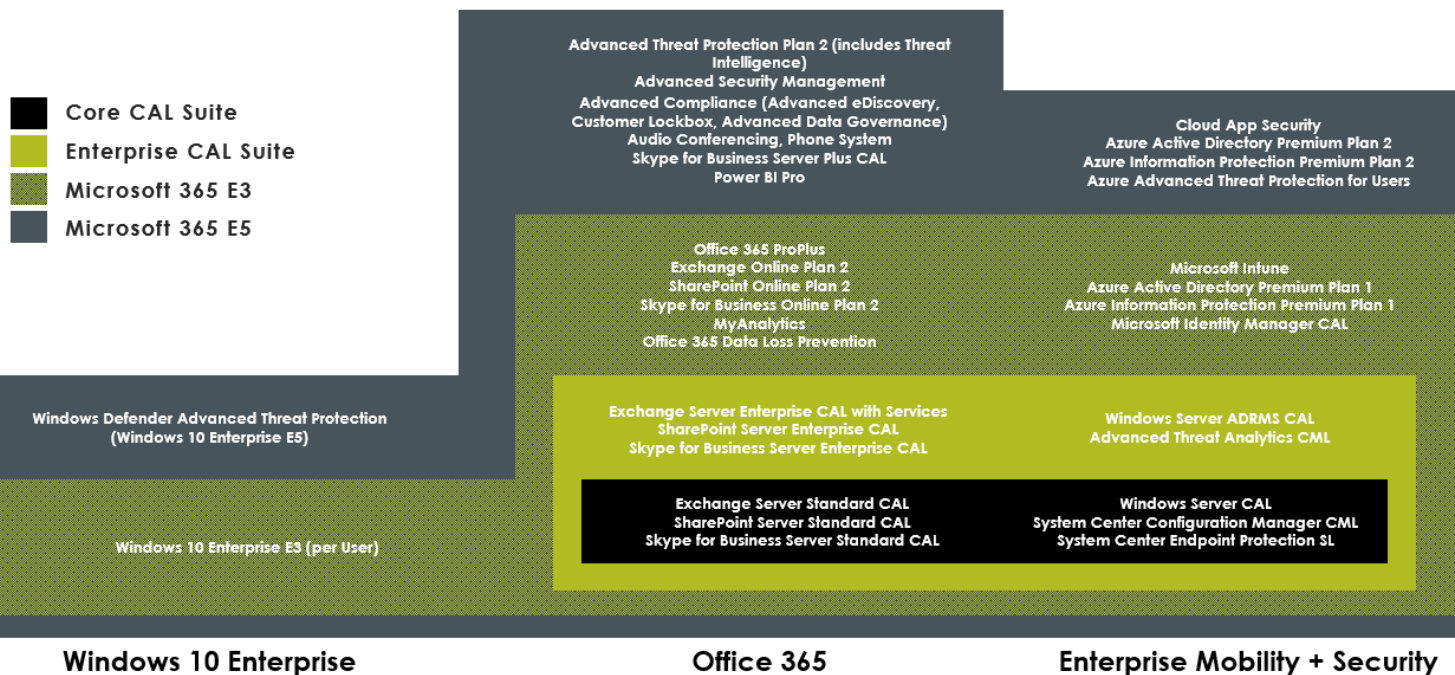 Core CAL Suite
Enterprise CAL Suite
Microsoft 365 E3
Microsoft 365 E5
Advanced Threat Protection Plan 2 (includes Threat
Intelligence)
Advanced Security Management
Advanced Compliance (Advanced eDiscovery,
Customer Lockbox, Advanced Data Governance)
Audio Conferencing, Phone System
Skype for Business Server Plus CAL
Power BI Pro
Cloud App Security
Azure Active Directory Premium Plan 2
Azure Information Protection Premium Plan 2
Azure Advanced Threat Protection for Users
Office 365 ProPlus
Exchange Online Plan 2
SharePoint Online Plan 2
Skype for Business Online Plan 2
MyAnalytics
Office 365 Data Loss Prevention
Microsoft Intune
Azure Active Directory Premium Plan 1
Azure Information Protection Premium Plan 1
Microsoft Identity Manager CAL
Windows Defender Advanced Threat Protection
(Windows 10 Enterprise E5)
Exchange Server Enterprise CAL with Services
SharePoint Server Enterprise CAL
Skype for Business Server Enterprise CAL
Windows Server ADRMS CAL
Advanced Threat Analytics CML
Exchange Server Standard CAL
SharePoint Server Standard CAL
Skype for Business Server Standard CAL
Windows Server CAL
System Center Configuration Manager CML
System Center Endpoint Protection SL
Windows 10 Enterprise E3 (per User)
Windows 10 Enterprise
Office 365
Enterprise Mobility + Security